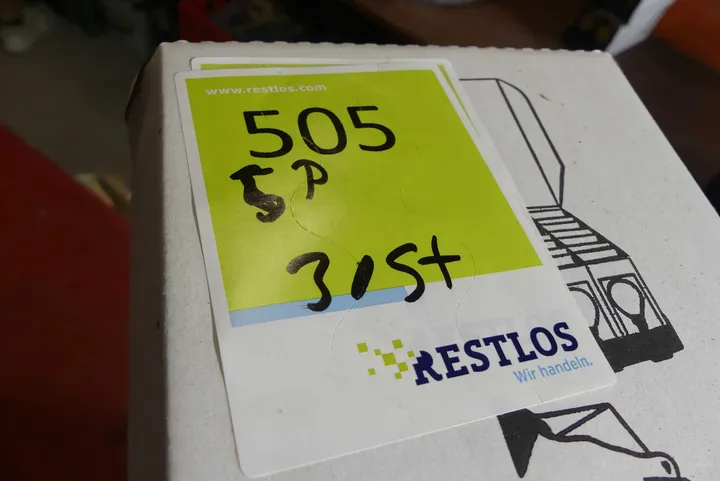 www.restlos.com
505
5P
31St
RESTLOS
Wir handeln.